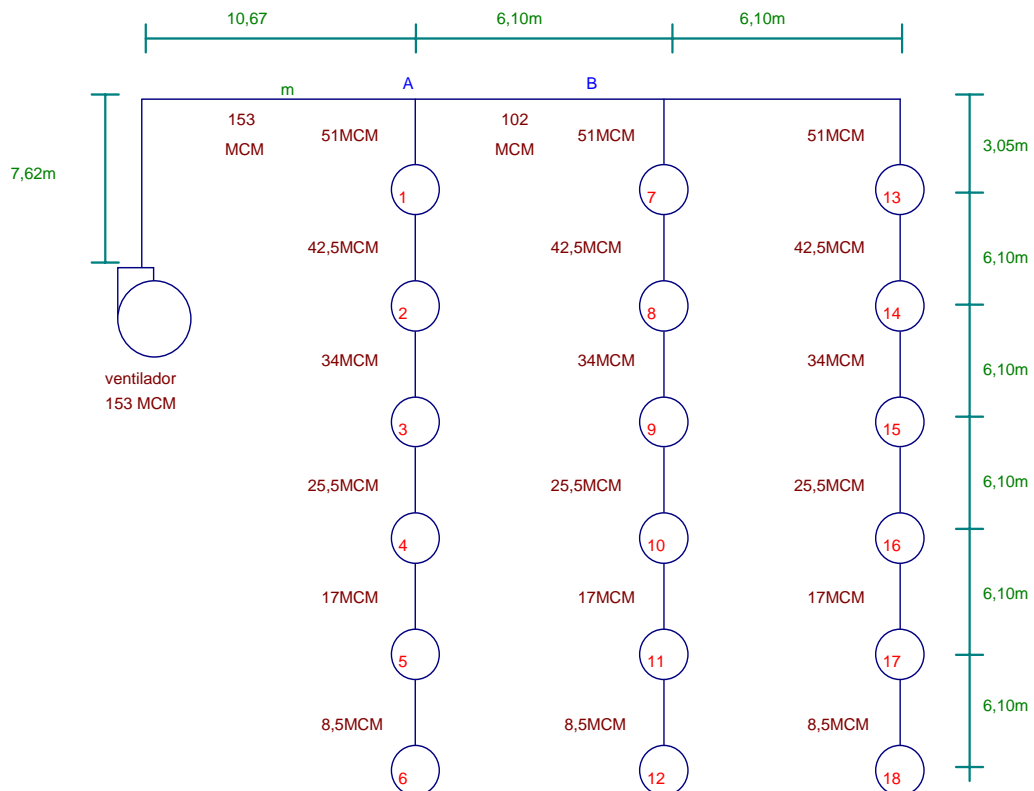 10,67
6,10m
6,10m
m
A
B
153
MCM
51MCM
102
MCM
51MCM
51MCM
3,05m
7,62m
1
7
13
42,5MCM
42,5MCM
42,5MCM
6,10m
2
8
14
ventilador
153 MCM
34MCM
34MCM
34MCM
6,10m
3
9
15
25,5MCM
25,5MCM
25,5MCM
6,10m
4
10
16
17MCM
17MCM
17MCM
6,10m
5
11
17
8,5MCM
8,5MCM
8,5MCM
6,10m
6
12
18